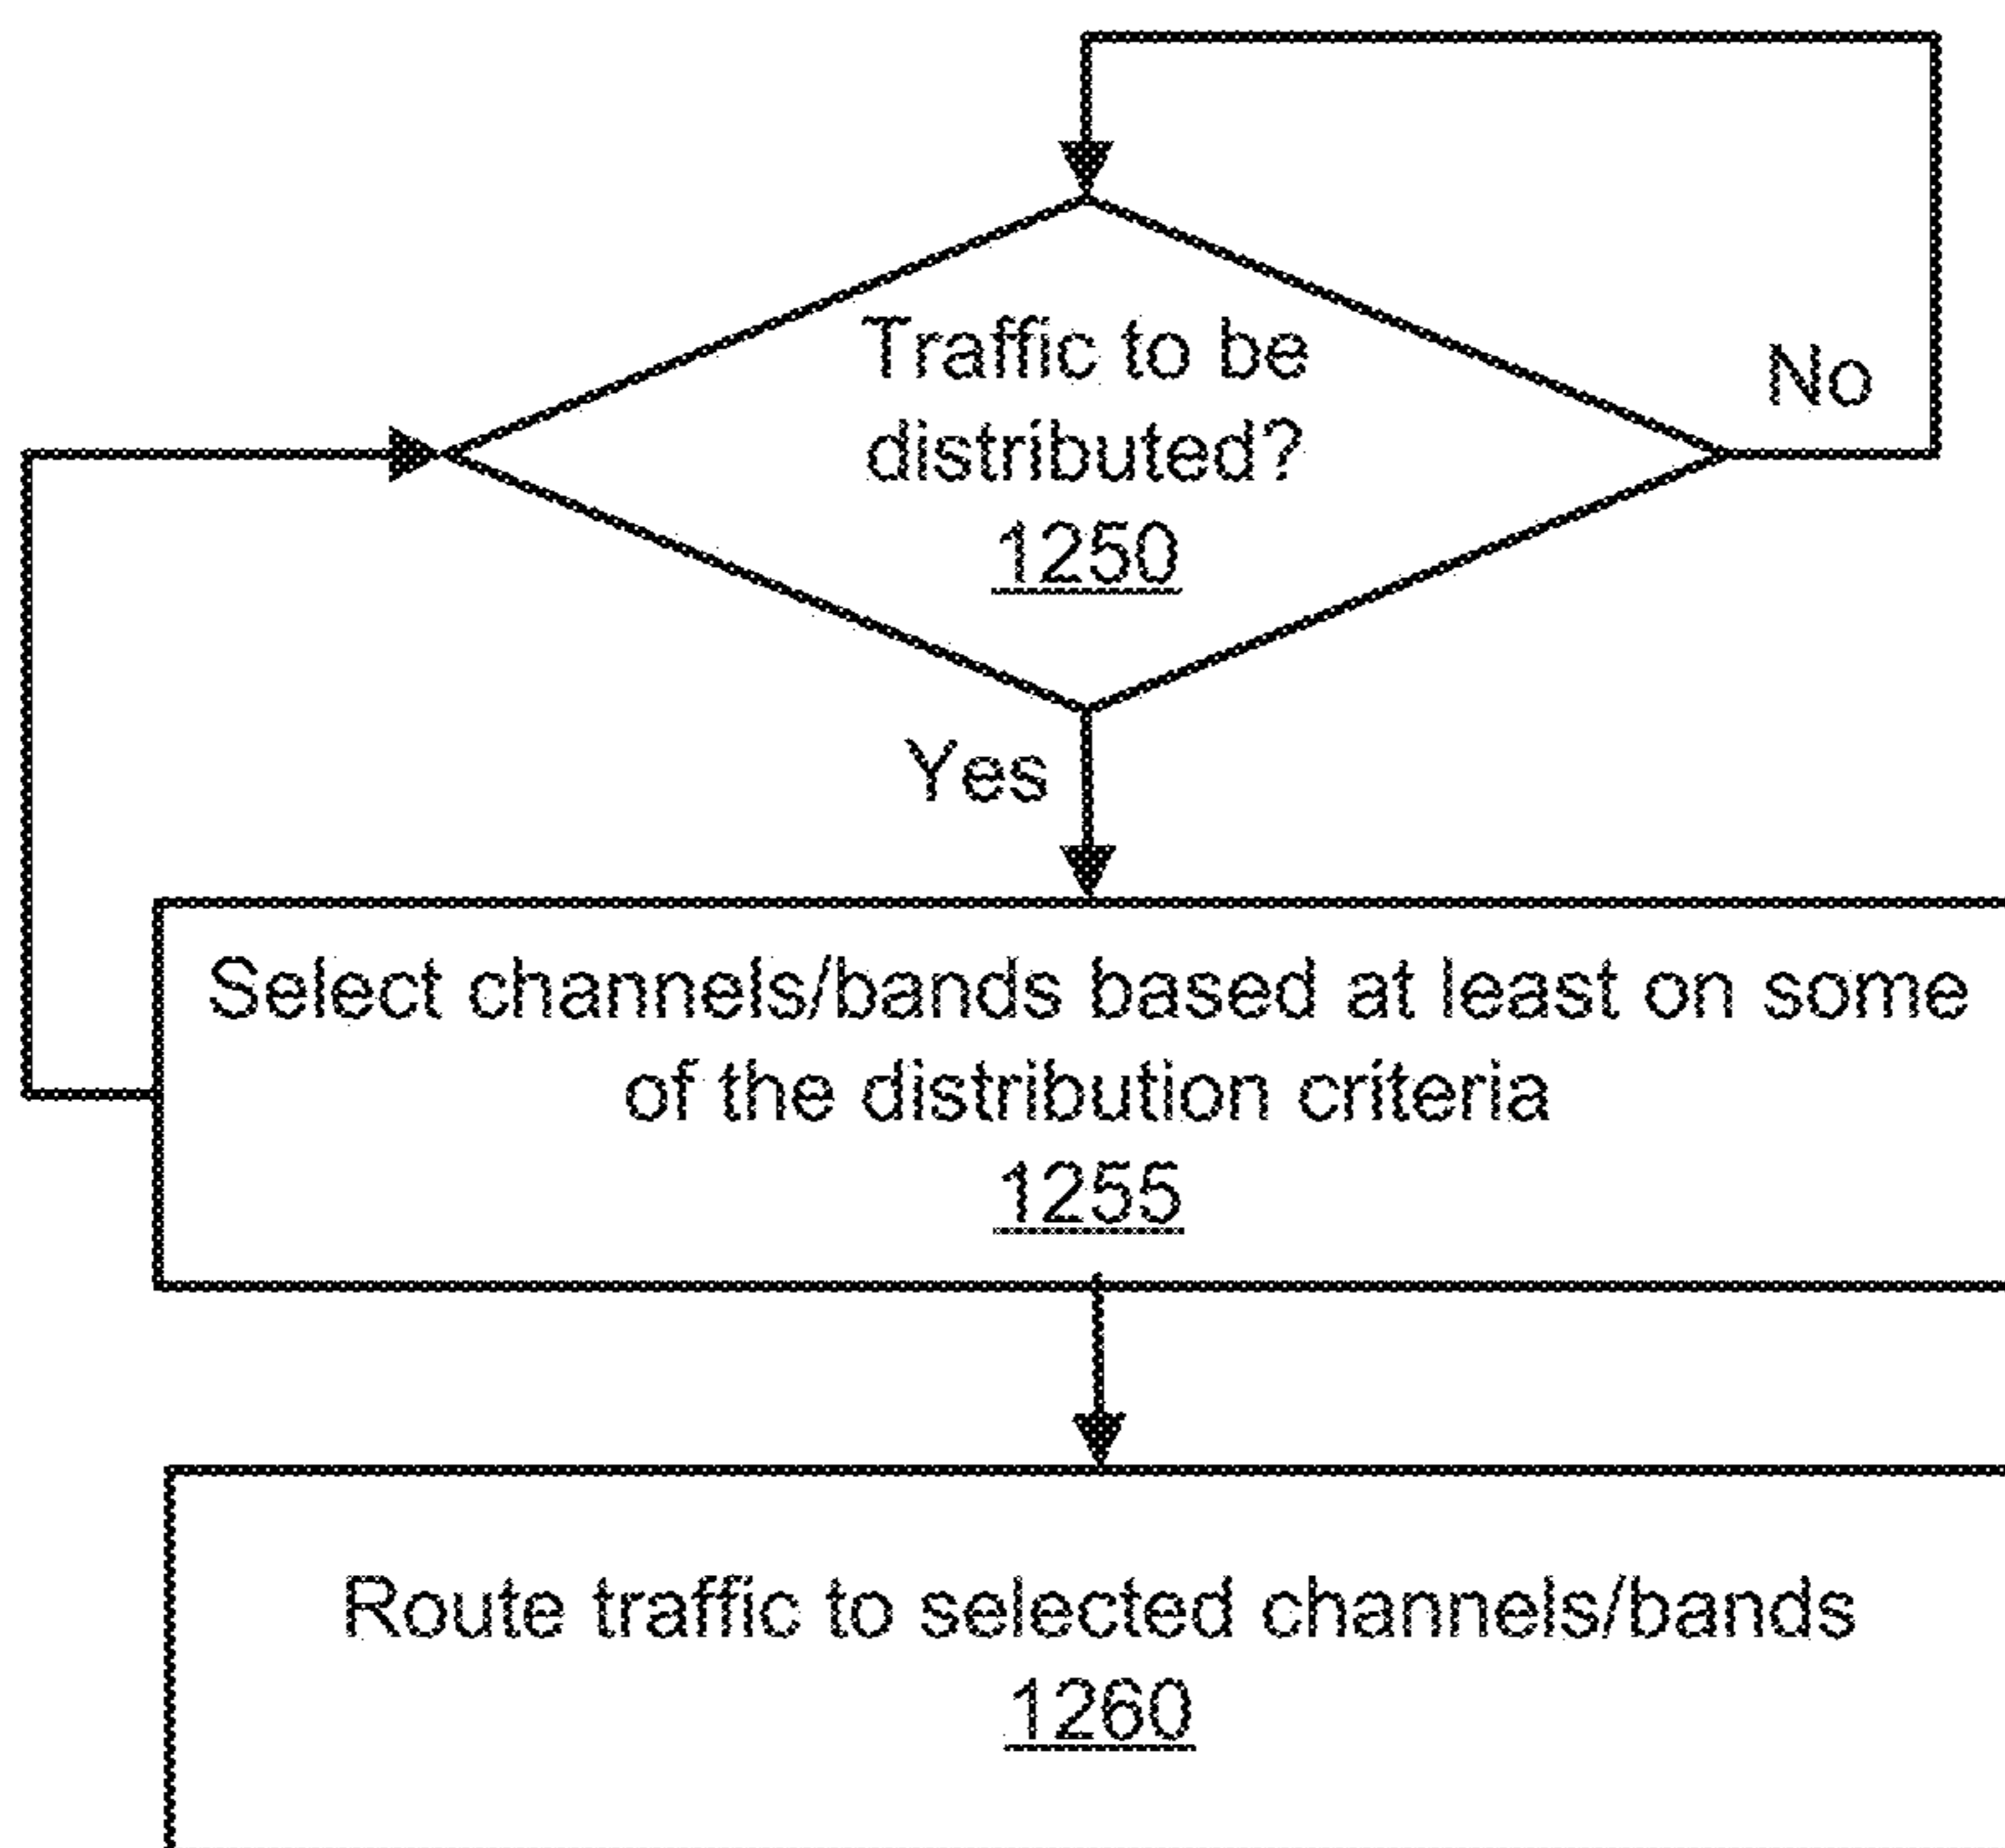 Traffic to be
distributed?
1250
No
Yes
Select channels/bands based at least on some
of the distribution criteria
1255
Route traffic to selected channels/bands
1260